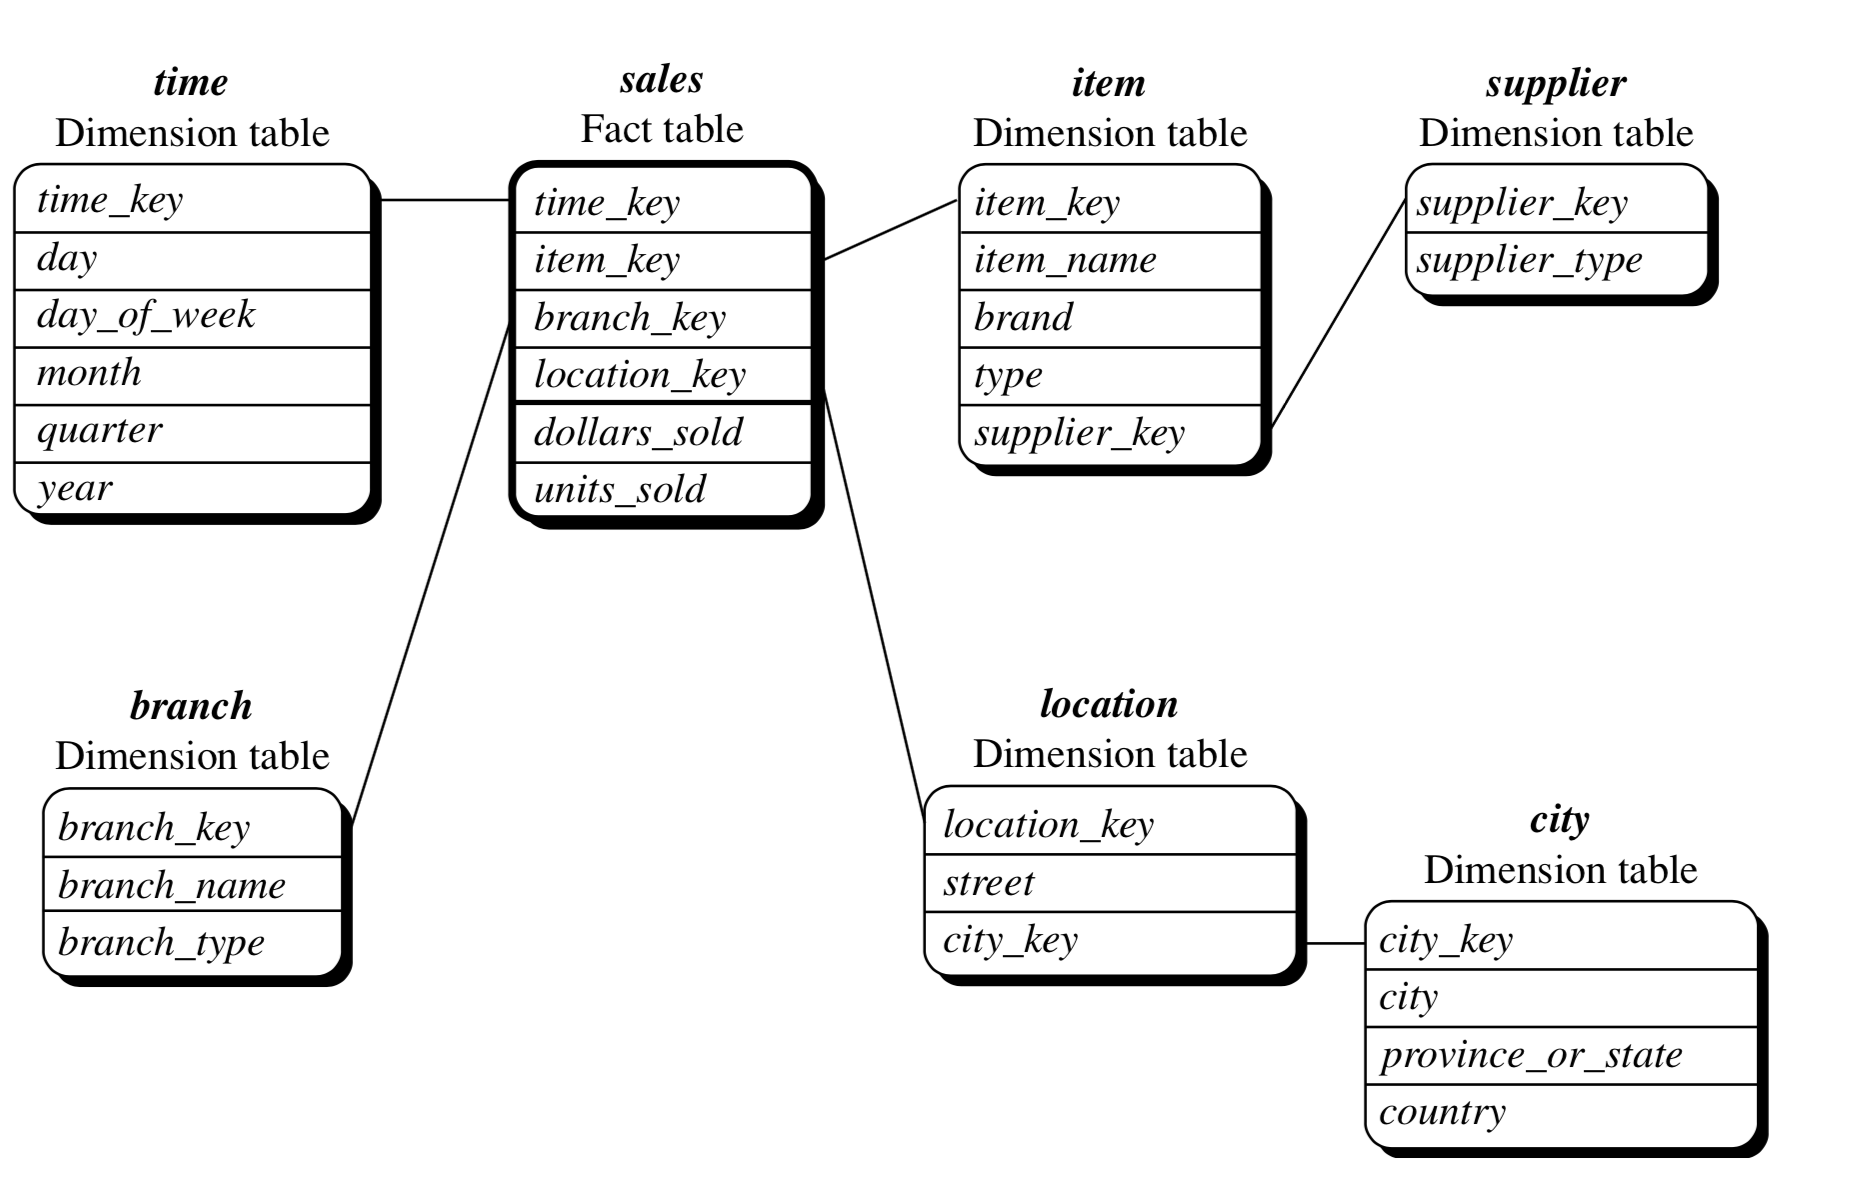 time
Dimension table
time_key
day
day_of_week
month
quarter
year
sales
Fact table
time_key
item_key
branch_key
location_key
dollars_sold
units_sold
item
Dimension table
item_key
item_name
brand
type
supplier_key
supplier
Dimension table
supplier_key
supplier_type
branch
Dimension table
branch_key
branch_name
branch_type
location
Dimension table
location_key
street
city_key
city
Dimension table
city_key
city
province_or_state
country